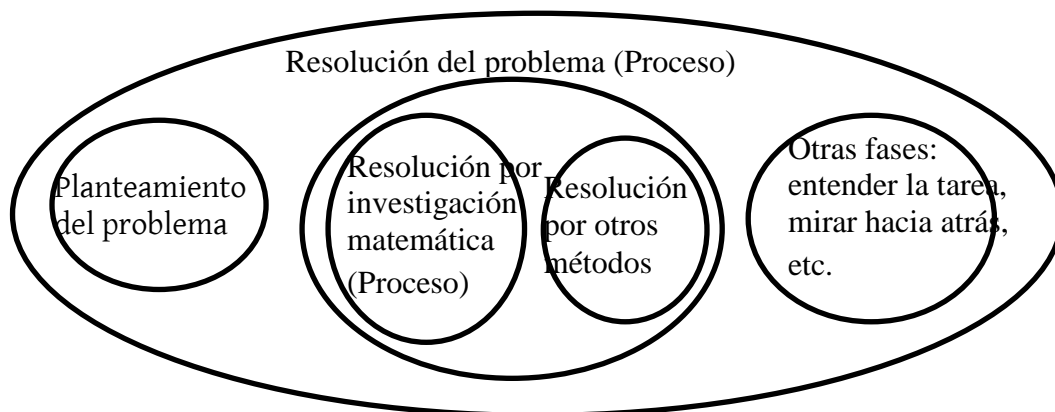 Resolución del problema (Proceso)
Planteamiento
del problema
Resolución por
investigación
matemática
(Proceso)
Resolución
por otros
métodos
Otras fases:
entender la tarea,
mirar hacia atrás,
etc.